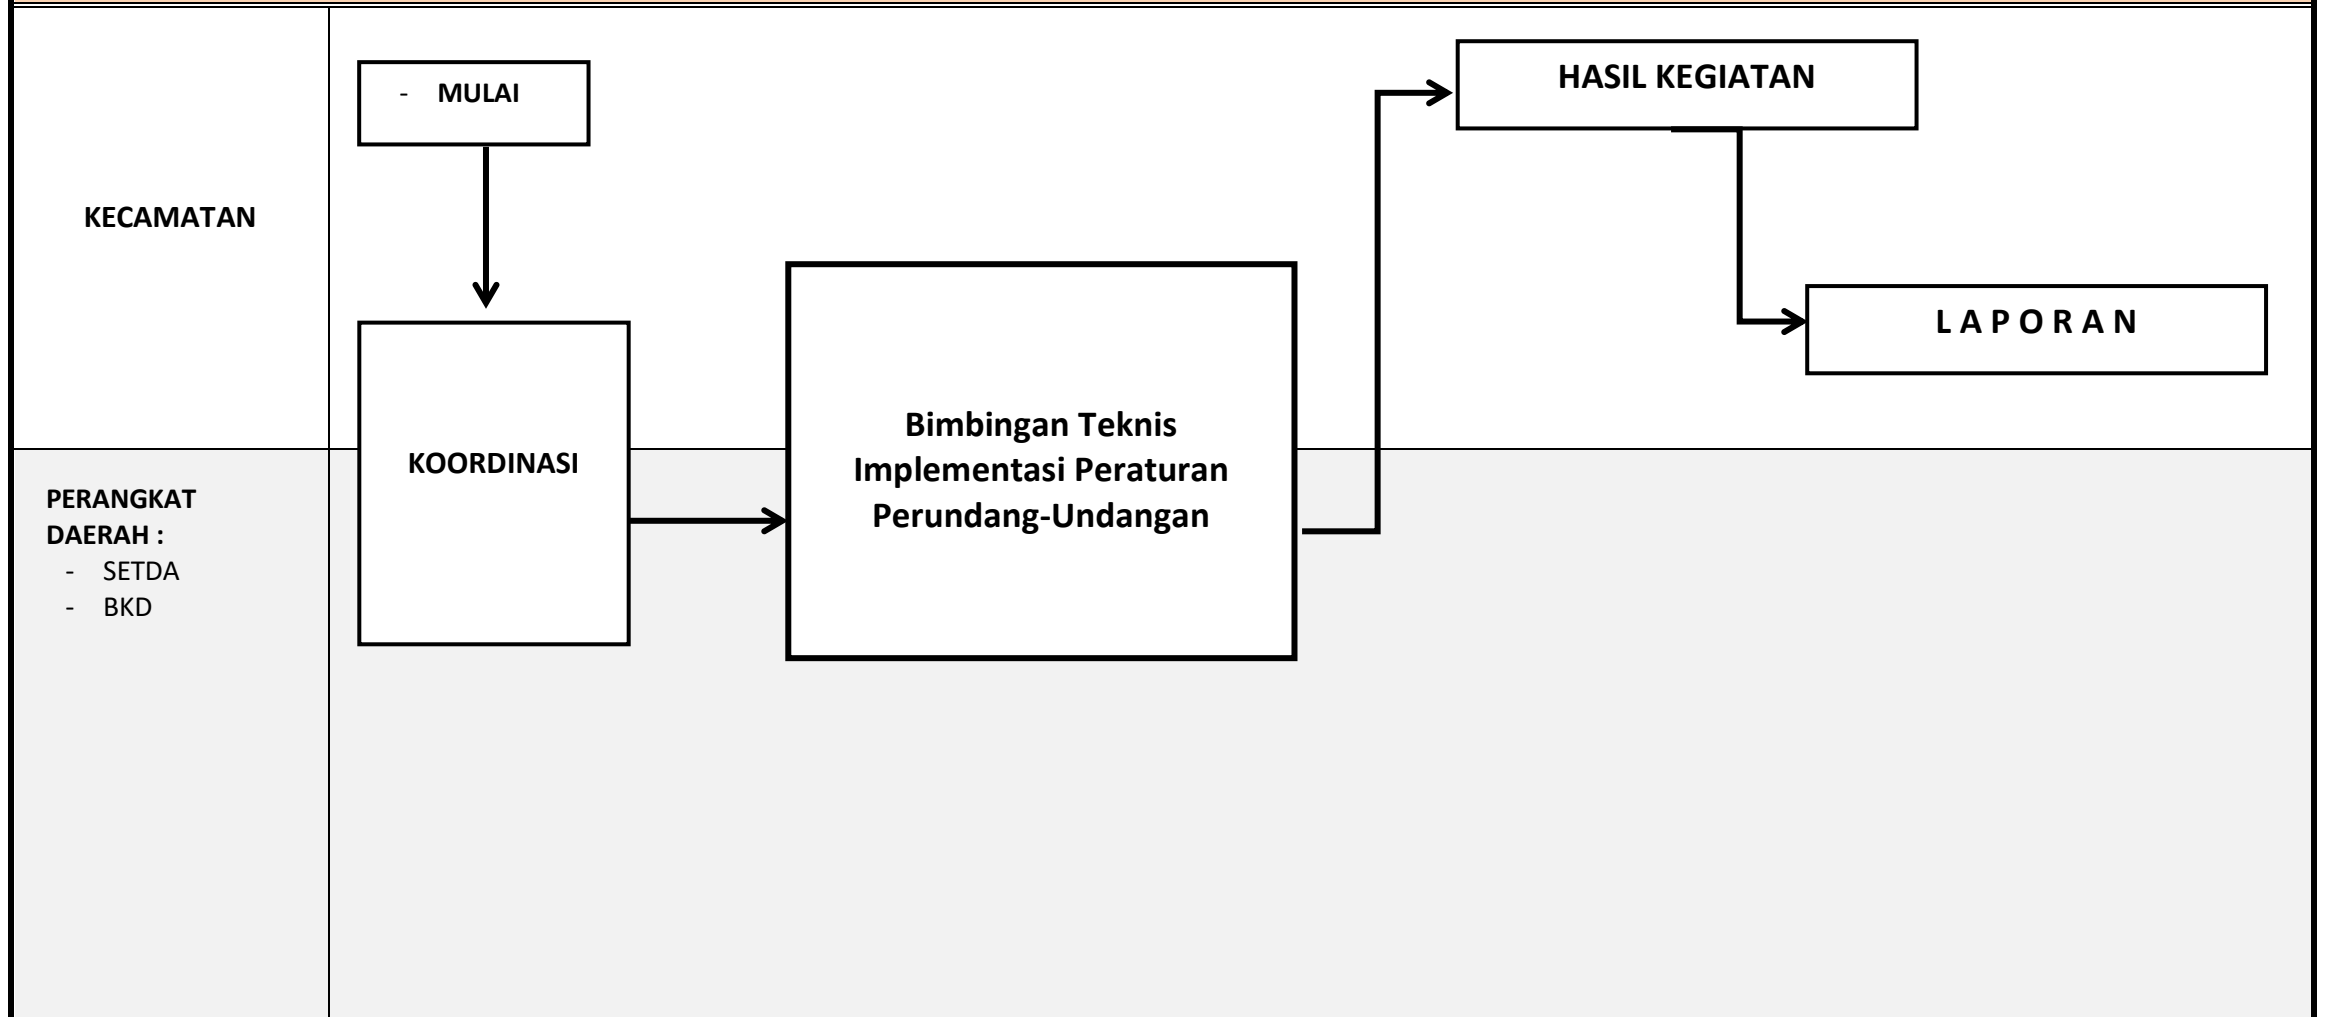 - MULAI
HASIL KEGIATAN
KECAMATAN
L A P O R A N
KOORDINASI
Bimbingan Teknis
Implementasi Peraturan
Perundang-Undangan
PERANGKAT
DAERAH :
- SETDA
- BKD